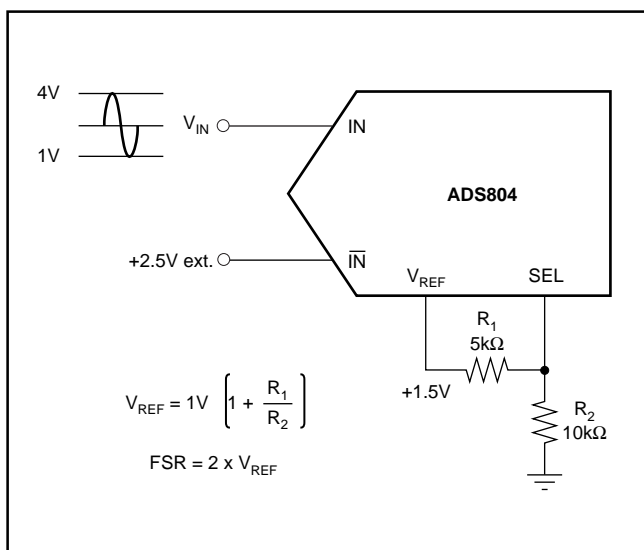 4V
V_IN
1V
IN
ADS804
+2.5V ext.
I̅N̅
V_REF
SEL
R_1
5kΩ
+1.5V
R_2
10kΩ
V_REF = 1V (1 + R_1/R_2)
FSR = 2 x V_REF